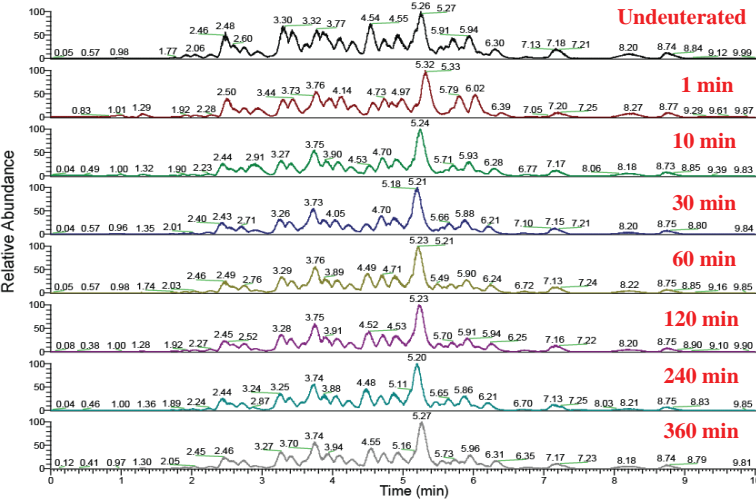 Undeuterated
100 50 0
0.05 0.57 0.98 1.77 2.06 2.46 2.48 2.60 3.30 3.32 3.77 4.54 4.55 5.26 5.27 5.91 5.94 6.30 7.13 7.18 7.21 8.20 8.74 8.84 9.12 9.99
1 min
100 50 0
0.83 1.01 1.29 1.92 2.28 2.50 3.44 3.73 3.76 4.14 4.73 4.97 5.32 5.33 5.79 6.02 6.39 7.05 7.20 7.25 8.27 8.77 9.29 9.61 9.87
10 min
100 50 0
0.04 0.49 1.00 1.32 1.90 2.23 2.44 2.91 3.27 3.75 3.90 4.53 4.70 5.24 5.71 5.93 6.28 6.77 7.17 8.06 8.18 8.73 8.85 9.39 9.83
30 min
100 50 0
0.04 0.57 0.96 1.35 2.01 2.40 2.43 2.71 3.26 3.73 4.05 4.70 5.18 5.21 5.66 5.88 6.21 7.10 7.15 7.21 8.20 8.75 8.80 9.84
60 min
100 50 0
0.05 0.57 0.98 1.74 2.03 2.46 2.49 2.76 3.29 3.76 3.89 4.49 4.71 5.23 5.21 5.49 5.90 6.24 6.72 7.13 7.24 8.22 8.75 8.85 9.16 9.85
120 min
100 50 0
0.08 0.38 1.00 1.28 1.92 2.27 2.45 2.52 3.28 3.75 3.91 4.52 4.53 5.23 5.70 5.91 5.94 6.25 7.16 7.22 8.20 8.75 8.90 9.10 9.90
240 min
100 50 0
0.04 0.46 1.00 1.36 1.89 2.24 2.44 2.87 3.24 3.25 3.74 3.88 4.48 5.11 5.20 5.65 5.86 6.21 6.70 7.13 7.25 8.03 8.21 8.75 8.83 9.85
360 min
100 50 0
0.12 0.41 0.97 1.30 2.05 2.45 2.46 3.27 3.70 3.74 3.94 4.55 5.16 5.27 5.73 5.96 6.31 6.35 7.17 7.23 8.18 8.74 8.79 9.81
0 1 2 3 4 5 6 7 8 9
Time (min)
Relative Abundance